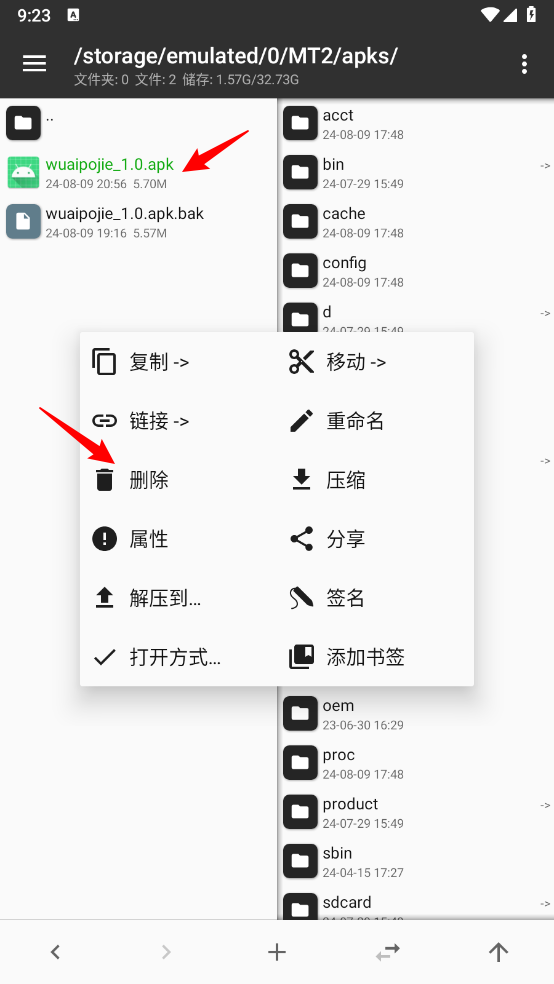 9:23
A
/storage/emulated/0/MT2/apks/
文件夹: 0 文件: 2 储存: 1.57G/32.73G
..
wuaipojie_1.0.apk
24-08-09 20:56 5.70M
wuaipojie_1.0.apk.bak
24-08-09 19:16 5.57M
acct
24-08-09 17:48
bin
->
24-07-29 15:49
cache
24-08-09 17:48
config
24-08-09 17:48
d
->
24-07-29 15:49
复制 ->
移动 ->
链接 ->
重命名
->
删除
压缩
属性
分享
解压到...
签名
打开方式...
添加书签
oem
23-06-30 16:29
proc
24-08-09 17:48
product
->
24-07-29 15:49
sbin
24-04-15 17:27
sdcard
->